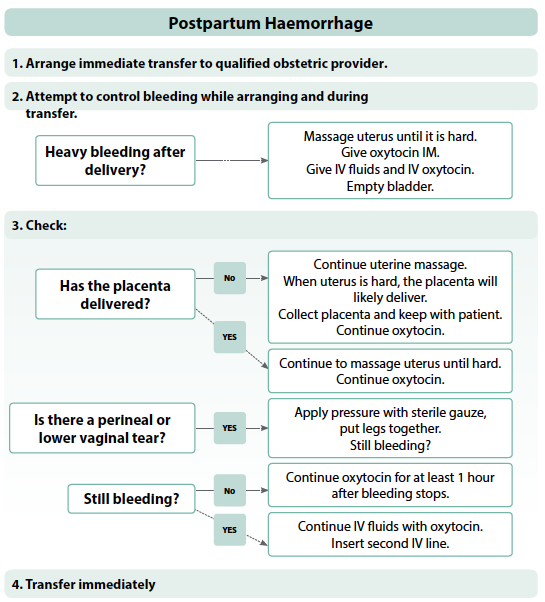 Postpartum Haemorrhage
1. Arrange immediate transfer to qualified obstetric provider.
2. Attempt to control bleeding while arranging and during
transfer.
Heavy bleeding after
delivery?
Massage uterus until it is hard.
Give oxytocin IM.
Give IV fluids and IV oxytocin.
Empty bladder.
3. Check:
Has the placenta
delivered?
No
Continue uterine massage.
When uterus is hard, the placenta will
likely deliver.
Collect placenta and keep with patient.
Continue oxytocin.
YES
Continue to massage uterus until hard.
Continue oxytocin.
Is there a perineal or
lower vaginal tear?
YES
Apply pressure with sterile gauze,
put legs together.
Still bleeding?
Still bleeding?
No
Continue oxytocin for at least 1 hour
after bleeding stops.
YES
Continue IV fluids with oxytocin.
Insert second IV line.
4. Transfer immediately